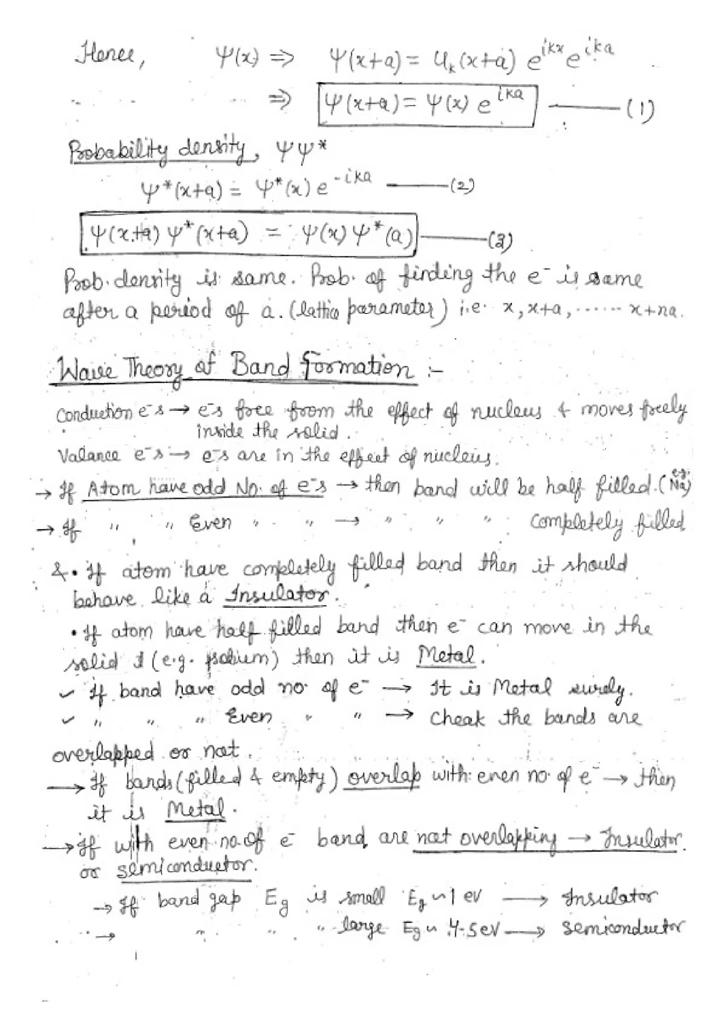 Hence, ψ(x) ⇒ ψ(x+a) = U_k(x+a) e^{ikx} e^{ika}
⇒ ψ(x+a) = ψ(x) e^{ika} —— (1)
Probability density, ψψ*
ψ*(x+a) = ψ*(x) e^{-ika} —— (2)
ψ(x+a) ψ*(x+a) = ψ(x) ψ*(a) —— (3)
Prob. density is same. Prob. of finding the e⁻ is same
after a period of a. (lattice parameter) i.e. x, x+a, ...... x+na.
Wave Theory of Band Formation :-
Conduction e⁻s → e⁻s free from the effect of nucleus & moves freely
inside the solid.
Valance e⁻s → e⁻s are in the effect of nucleus.
→ If Atom have odd No. of e⁻s → then band will be half filled. (e.g. Na)
→ If " " Even " " → " " " Completely filled
&. • If atom have completely filled band then it should
behave like a Insulator.
• If atom have half filled band then e⁻ can move in the
solid (e.g. ) then it is Metal.
✓ If band have odd no. of e⁻ → It is Metal surely.
✓ " " " Even " " → Cheak the bands are
overlapped or not.
→ If bands (filled & empty) overlap with even no. of e⁻ → then
it is Metal.
→ If with even no. of e⁻ band are not overlapping → Insulator
or semiconductor.
→ If band gap Eg is small Eg ~ 1 ev → Insulator
→ " " " large Eg ~ 4-5 ev → Semiconductor